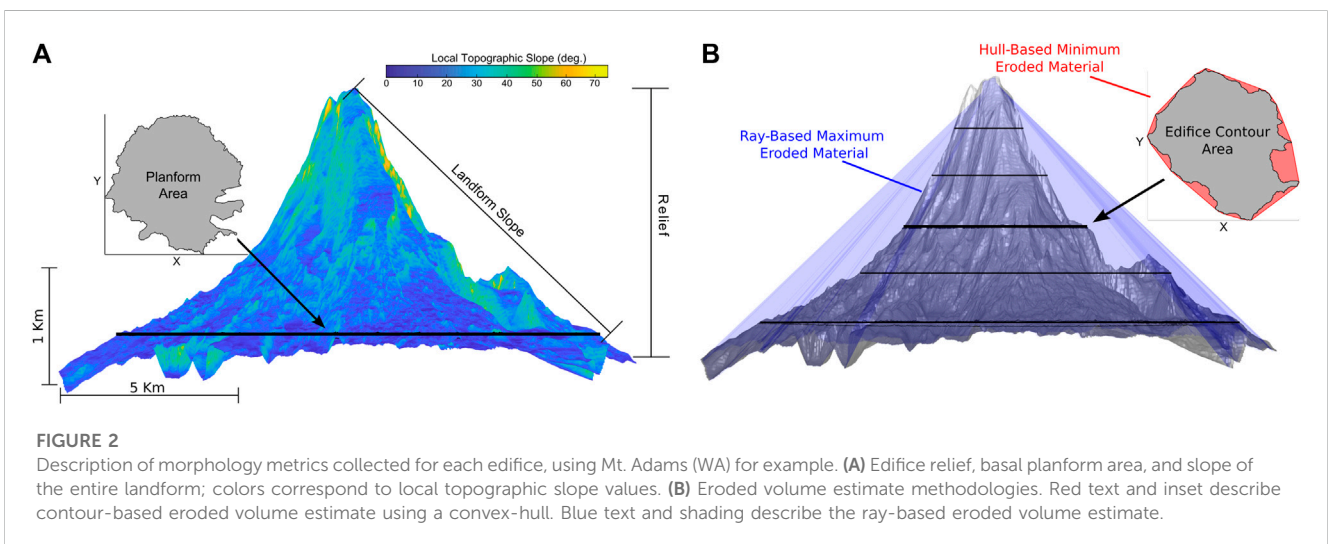 A
Local Topographic Slope (deg.)
0 10 20 30 40 50 60 70
Y
Planform
Area
X
Landform Slope
Relief
1 Km
5 Km
B
Hull-Based Minimum
Eroded Material
Ray-Based Maximum
Eroded Material
Y
Edifice Contour
Area
X
FIGURE 2
Description of morphology metrics collected for each edifice, using Mt. Adams (WA) for example. (A) Edifice relief, basal planform area, and slope of
the entire landform; colors correspond to local topographic slope values. (B) Eroded volume estimate methodologies. Red text and inset describe
contour-based eroded volume estimate using a convex-hull. Blue text and shading describe the ray-based eroded volume estimate.